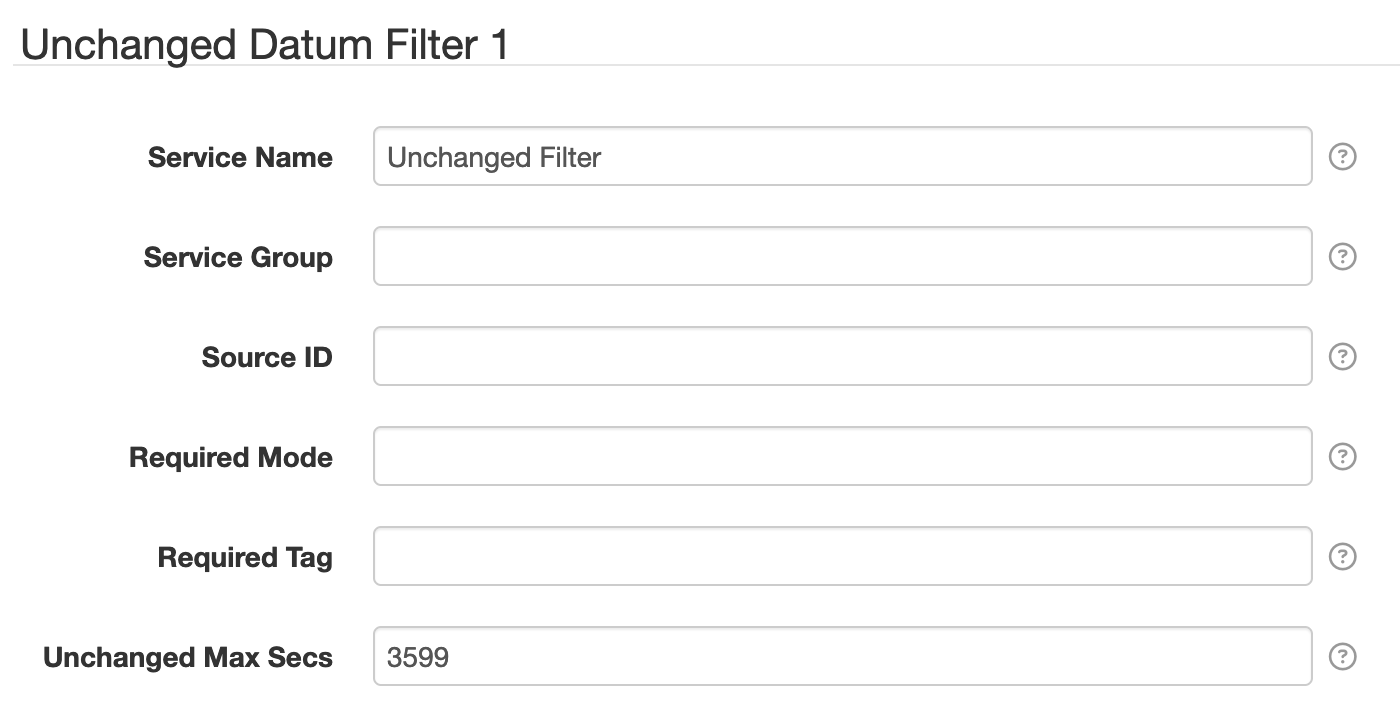 Unchanged Datum Filter 1
Service Name Unchanged Filter ?
Service Group ?
Source ID ?
Required Mode ?
Required Tag ?
Unchanged Max Secs 3599 ?